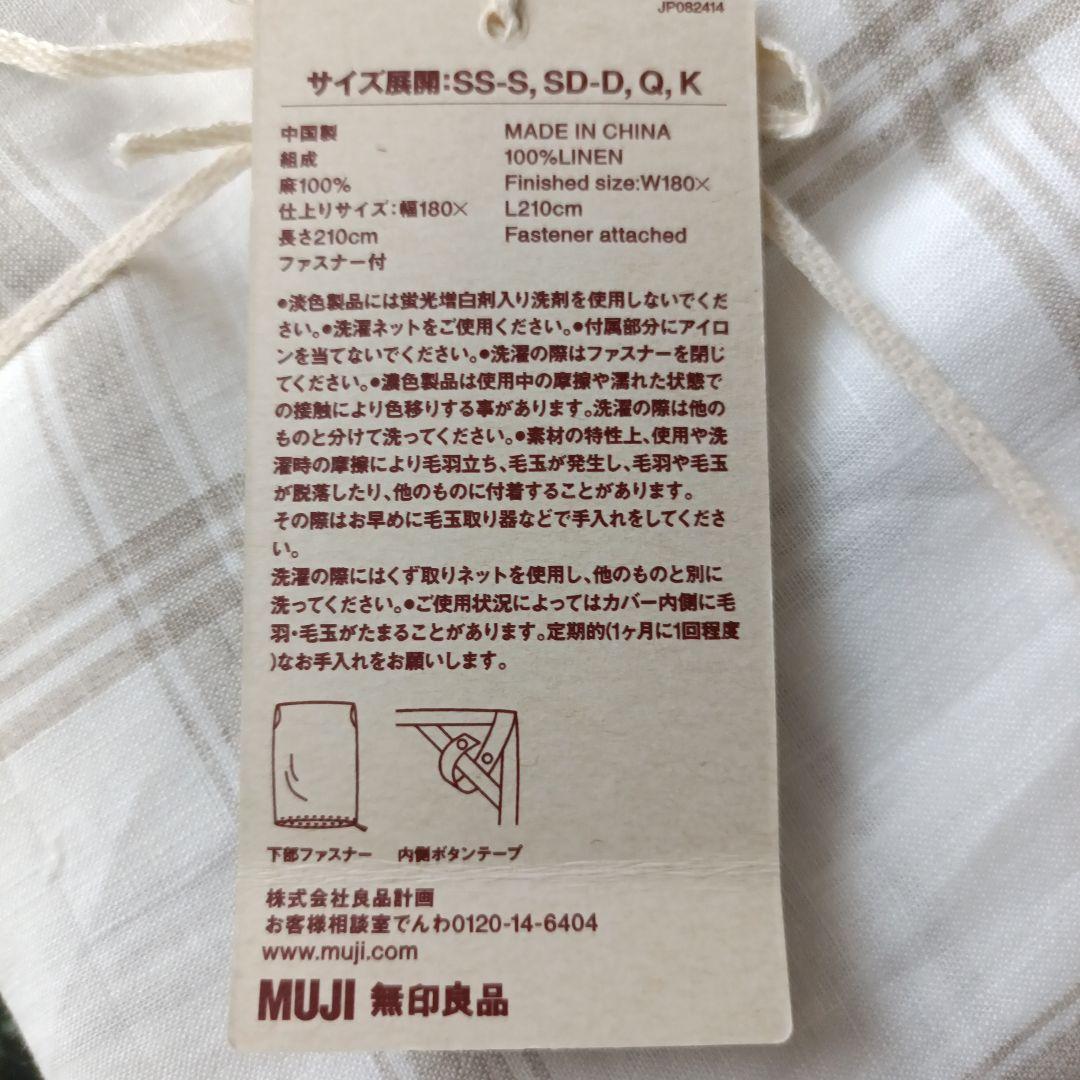 JP082414
サイズ展開:SS-S, SD-D, Q, K
中国製
組成
麻100%
仕上りサイズ:幅180×
長さ210cm
ファスナー付
MADE IN CHINA
100%LINEN
Finished size:W180×
L210cm
Fastener attached
●淡色製品には蛍光増白剤入り洗剤を使用しないでくだ
さい。●洗濯ネットをご使用ください。●付属部分にアイロ
ンを当てないでください。●洗濯の際はファスナーを閉じ
てください。●濃色製品は使用中の摩擦や濡れた状態で
の接触により色移りする事があります。洗濯の際は他の
ものと分けて洗ってください。●素材の特性上、使用や洗
濯時の摩擦により毛羽立ち、毛玉が発生し、毛羽や毛玉
が脱落したり、他のものに付着することがあります。
その際はお早めに毛玉取り器などで手入れをしてくださ
い。
洗濯の際にはくず取りネットを使用し、他のものと別に
洗ってください。●ご使用状況によってはカバー内側に毛
羽・毛玉がたまることがあります。定期的(1ヶ月に1回程度
)なお手入れをお願いします。
下部ファスナー
内側ボタンテープ
株式会社良品計画
お客様相談室でんわ0120-14-6404
www.muji.com
MUJI 無印良品